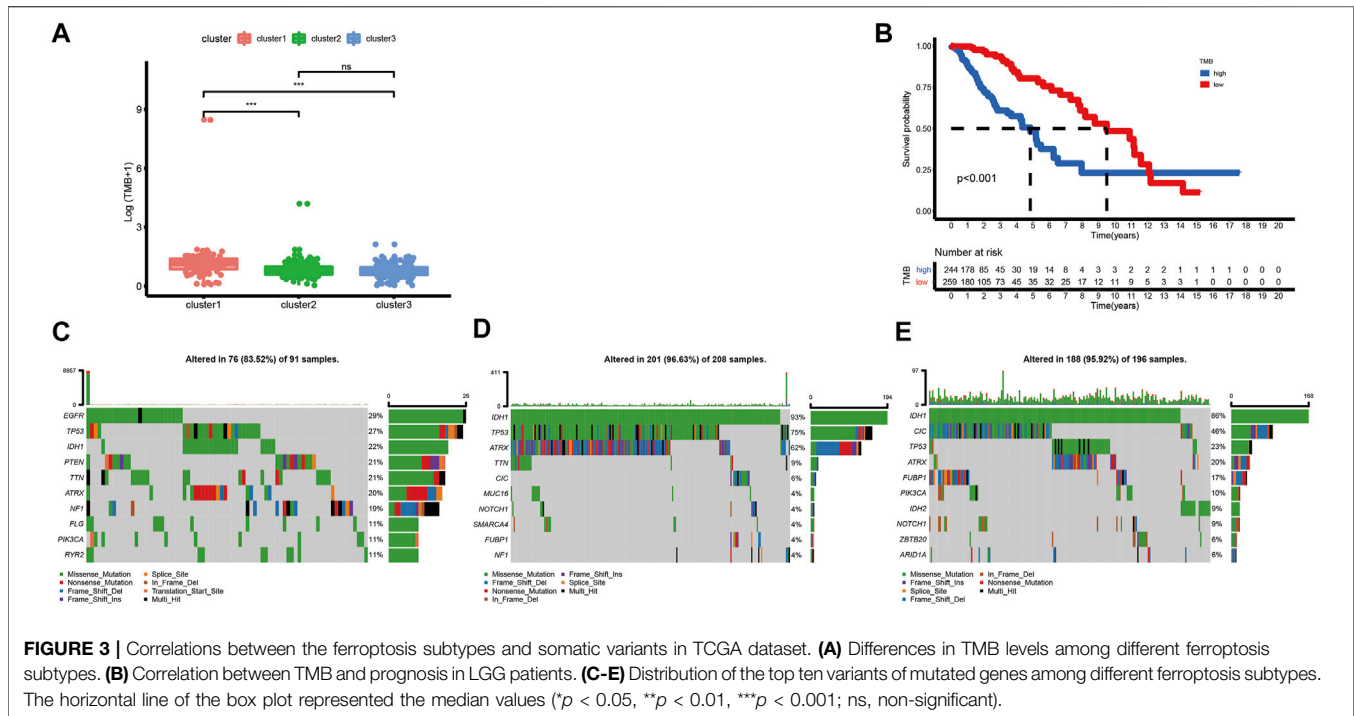 A
cluster cluster1 cluster2 cluster3
ns
***
***
Log (TMB+1)
9
6
3
0
cluster1 cluster2 cluster3
B
TMB
high
low
Survival probability
1.00
0.75
0.50
0.25
0.00
p<0.001
0 1 2 3 4 5 6 7 8 9 10 11 12 13 14 15 16 17 18 19 20
Time(years)
Number at risk
TMB
high 244 178 85 45 30 19 14 8 4 3 3 2 2 2 1 1 1 1 0 0 0
low 259 180 105 73 45 35 32 25 17 12 11 9 5 3 3 1 0 0 0 0 0
0 1 2 3 4 5 6 7 8 9 10 11 12 13 14 15 16 17 18 19 20
Time(years)
C
Altered in 76 (83.52%) of 91 samples.
8957
0
0 26
EGFR 29%
TP53 27%
IDH1 22%
PTEN 21%
TTN 21%
ATRX 20%
NF1 19%
FLG 11%
PIK3CA 11%
RYR2 11%
Missense_Mutation Splice_Site
Nonsense_Mutation In_Frame_Del
Frame_Shift_Del Translation_Start_Site
Frame_Shift_Ins Multi_Hit
D
Altered in 201 (96.63%) of 208 samples.
411
0
0 104
IDH1 93%
TP53 75%
ATRX 62%
TTN 9%
CIC 6%
MUC16 4%
NOTCH1 4%
SMARCA4 4%
FUBP1 4%
NF1 4%
Missense_Mutation Frame_Shift_Ins
Frame_Shift_Del Splice_Site
Nonsense_Mutation Multi_Hit
In_Frame_Del
E
Altered in 188 (95.92%) of 196 samples.
97
0
0 168
IDH1 86%
CIC 46%
TP53 23%
ATRX 20%
FUBP1 17%
PIK3CA 10%
IDH2 9%
NOTCH1 9%
ZBTB20 6%
ARID1A 6%
Missense_Mutation In_Frame_Del
Frame_Shift_Ins Nonsense_Mutation
Splice_Site Multi_Hit
Frame_Shift_Del
FIGURE 3 | Correlations between the ferroptosis subtypes and somatic variants in TCGA dataset. (A) Differences in TMB levels among different ferroptosis
subtypes. (B) Correlation between TMB and prognosis in LGG patients. (C-E) Distribution of the top ten variants of mutated genes among different ferroptosis subtypes.
The horizontal line of the box plot represented the median values (*p < 0.05, **p < 0.01, ***p < 0.001; ns, non-significant).